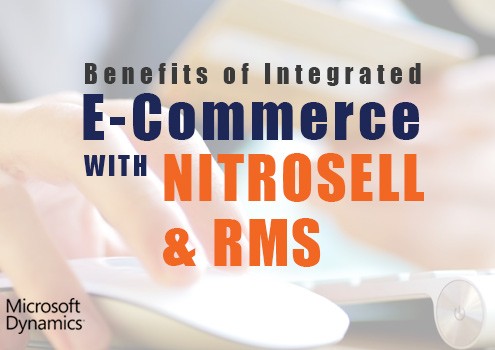 Benefits of Integrated
E-Commerce
WITH NITROSELL
& RMS
Microsoft
Dynamics